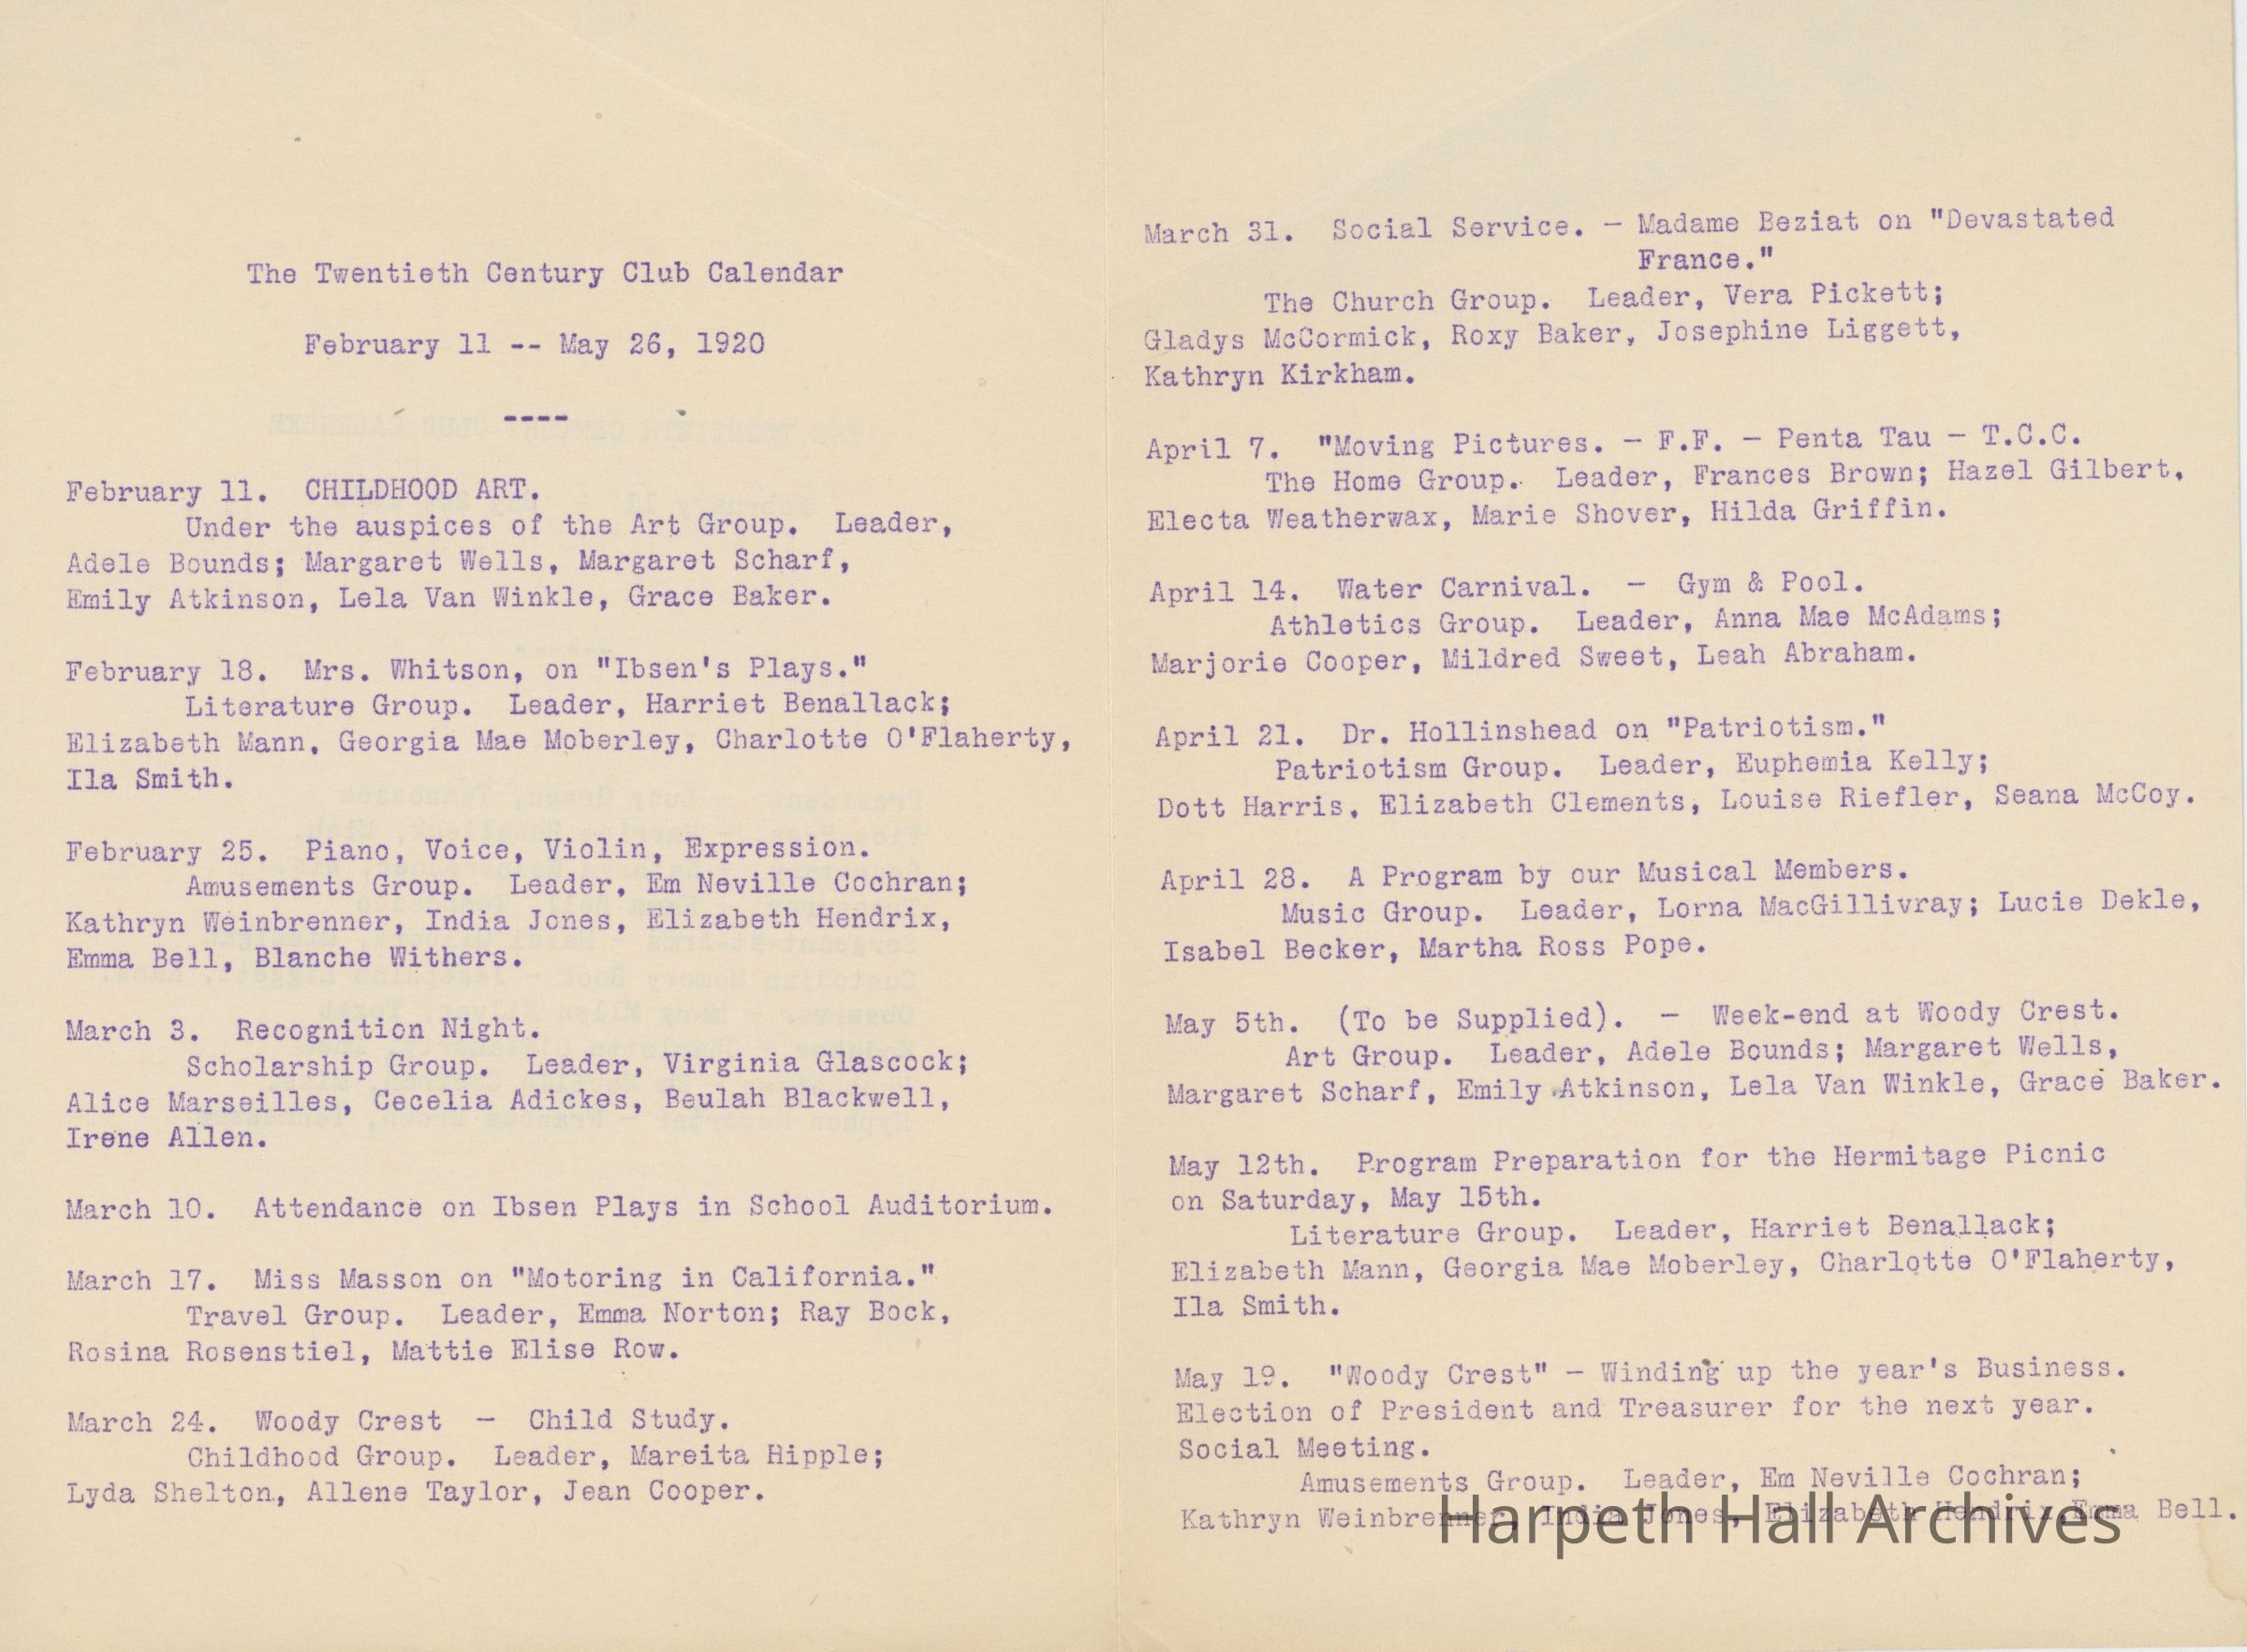 The Twentieth Century Club Calendar
February 11 -- May 26, 1920
----
February 11.  CHILDHOOD ART.
Under the auspices of the Art Group.  Leader,
Adele Bounds; Margaret Wells, Margaret Scharf,
Emily Atkinson, Lela Van Winkle, Grace Baker.
February 18.  Mrs. Whitson, on "Ibsen's Plays."
Literature Group.  Leader, Harriet Benallack;
Elizabeth Mann, Georgia Mae Moberley, Charlotte O'Flaherty,
Ila Smith.
February 25.  Piano, Voice, Violin, Expression.
Amusements Group.  Leader, Em Neville Cochran;
Kathryn Weinbrenner, India Jones, Elizabeth Hendrix,
Emma Bell, Blanche Withers.
March 3.  Recognition Night.
Scholarship Group.  Leader, Virginia Glascock;
Alice Marseilles, Cecelia Adickes, Beulah Blackwell,
Irene Allen.
March 10.  Attendance on Ibsen Plays in School Auditorium.
March 17.  Miss Masson on "Motoring in California."
Travel Group.  Leader, Emma Norton; Ray Bock,
Rosina Rosenstiel, Mattie Elise Row.
March 24.  Woody Crest  -  Child Study.
Childhood Group.  Leader, Mareita Hipple;
Lyda Shelton, Allene Taylor, Jean Cooper.
March 31.  Social Service. - Madame Beziat on "Devastated
France."
The Church Group.  Leader, Vera Pickett;
Gladys McCormick, Roxy Baker, Josephine Liggett,
Kathryn Kirkham.
April 7.  "Moving Pictures. - F.F. - Penta Tau - T.C.C.
The Home Group.  Leader, Frances Brown; Hazel Gilbert,
Electa Weatherwax, Marie Shover, Hilda Griffin.
April 14.  Water Carnival.  -  Gym & Pool.
Athletics Group.  Leader, Anna Mae McAdams;
Marjorie Cooper, Mildred Sweet, Leah Abraham.
April 21.  Dr. Hollinshead on "Patriotism."
Patriotism Group.  Leader, Euphemia Kelly;
Dott Harris, Elizabeth Clements, Louise Riefler, Seana McCoy.
April 28.  A Program by our Musical Members.
Music Group.  Leader, Lorna MacGillivray; Lucie Dekle,
Isabel Becker, Martha Ross Pope.
May 5th.  (To be Supplied).  -  Week-end at Woody Crest.
Art Group.  Leader, Adele Bounds; Margaret Wells,
Margaret Scharf, Emily Atkinson, Lela Van Winkle, Grace Baker.
May 12th.  Program Preparation for the Hermitage Picnic
on Saturday, May 15th.
Literature Group.  Leader, Harriet Benallack;
Elizabeth Mann, Georgia Mae Moberley, Charlotte O'Flaherty,
Ila Smith.
May 19.  "Woody Crest" - Winding up the year's Business.
Election of President and Treasurer for the next year.
Social Meeting.
Amusements Group.  Leader, Em Neville Cochran;
Kathryn Weinbrenner, India Jones, Elizabeth Hendrix, Emma Bell.
Harpeth Hall Archives